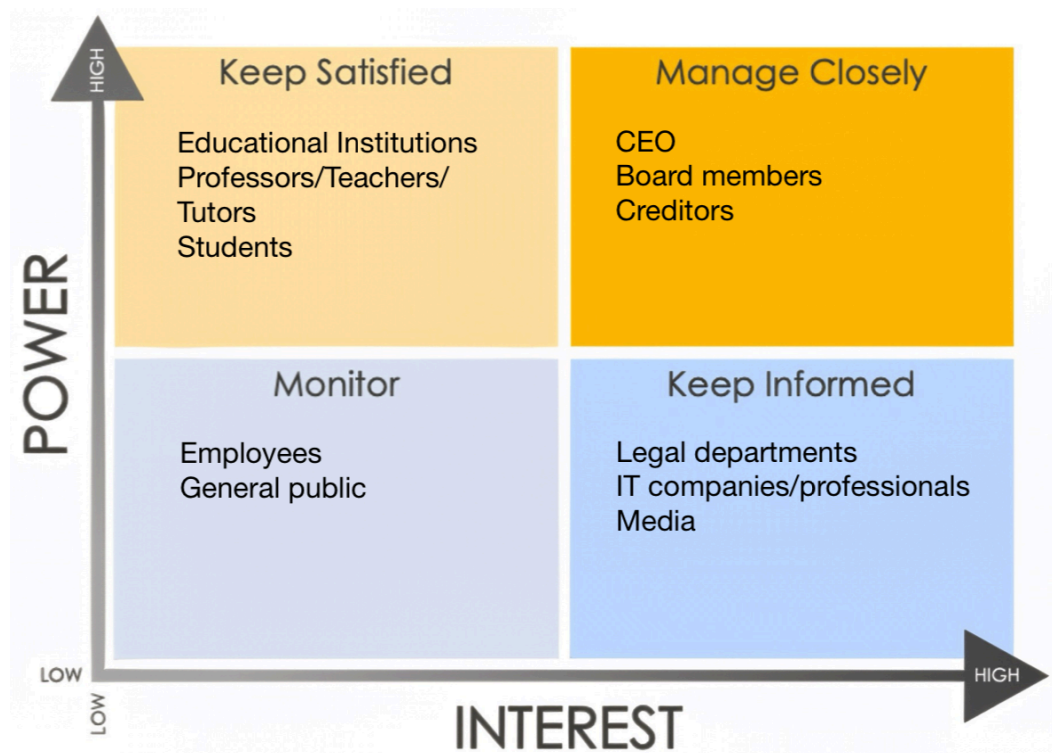 HIGH
Keep Satisfied
Educational Institutions
Professors/Teachers/
Tutors
Students
Manage Closely
CEO
Board members
Creditors
POWER
Monitor
Employees
General public
Keep Informed
Legal departments
IT companies/professionals
Media
LOW
LOW
HIGH
INTEREST